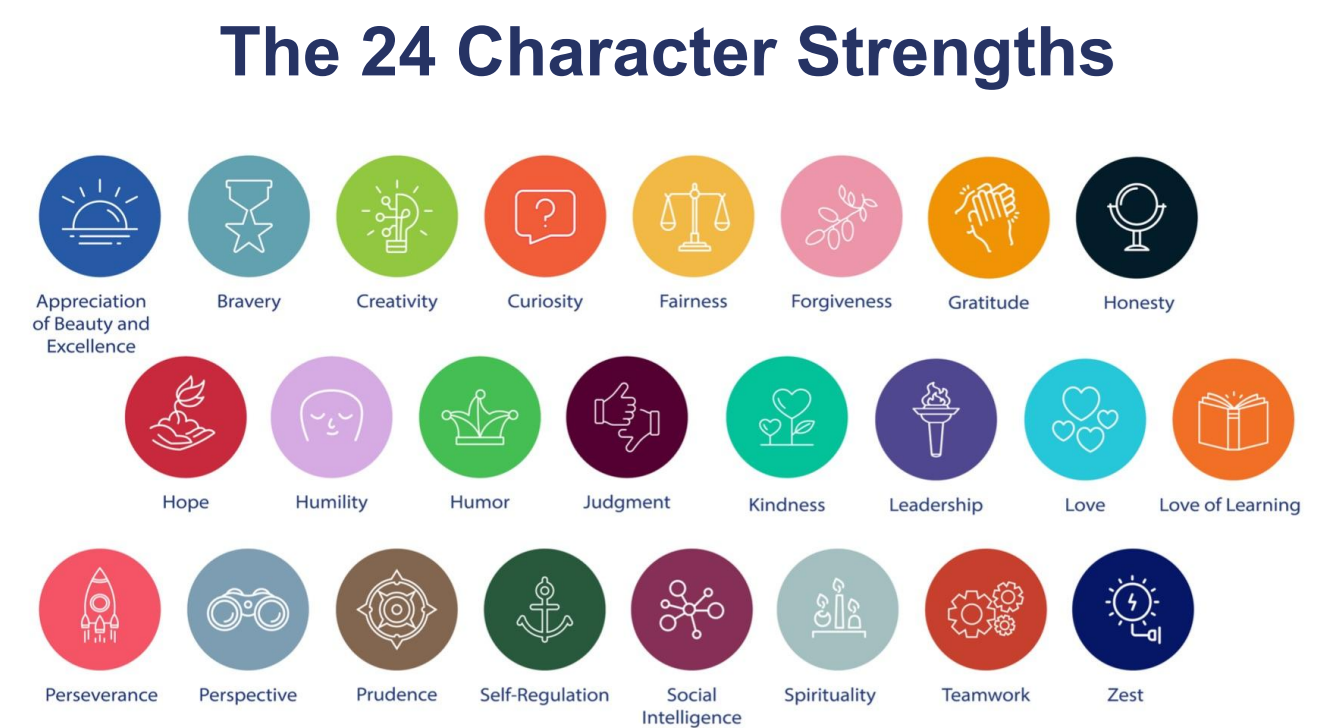 The 24 Character Strengths
Appreciation
of Beauty and
Excellence
Bravery
Creativity
Curiosity
Fairness
Forgiveness
Gratitude
Honesty
?
Hope
Humility
Humor
Judgment
Kindness
Leadership
Love
Love of Learning
Perseverance
Perspective
Prudence
Self-Regulation
Social
Intelligence
Spirituality
Teamwork
Zest